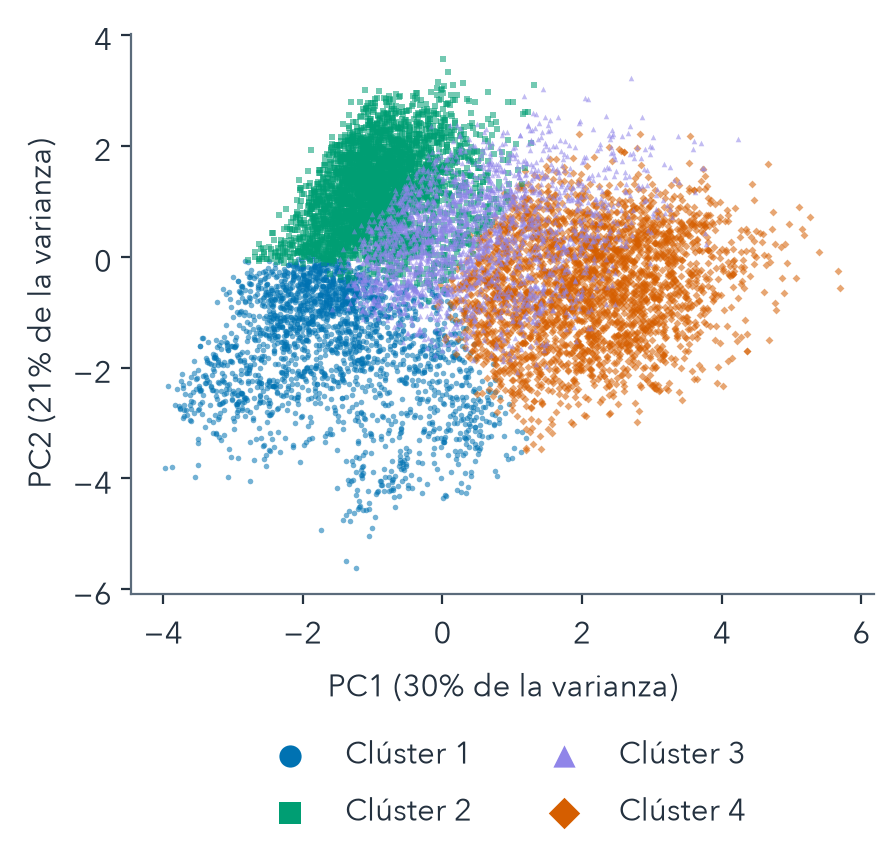 4
2
0
−2
−4
−6
PC2 (21% de la varianza)
−4 −2 0 2 4 6
PC1 (30% de la varianza)
Clúster 1 Clúster 3
Clúster 2 Clúster 4